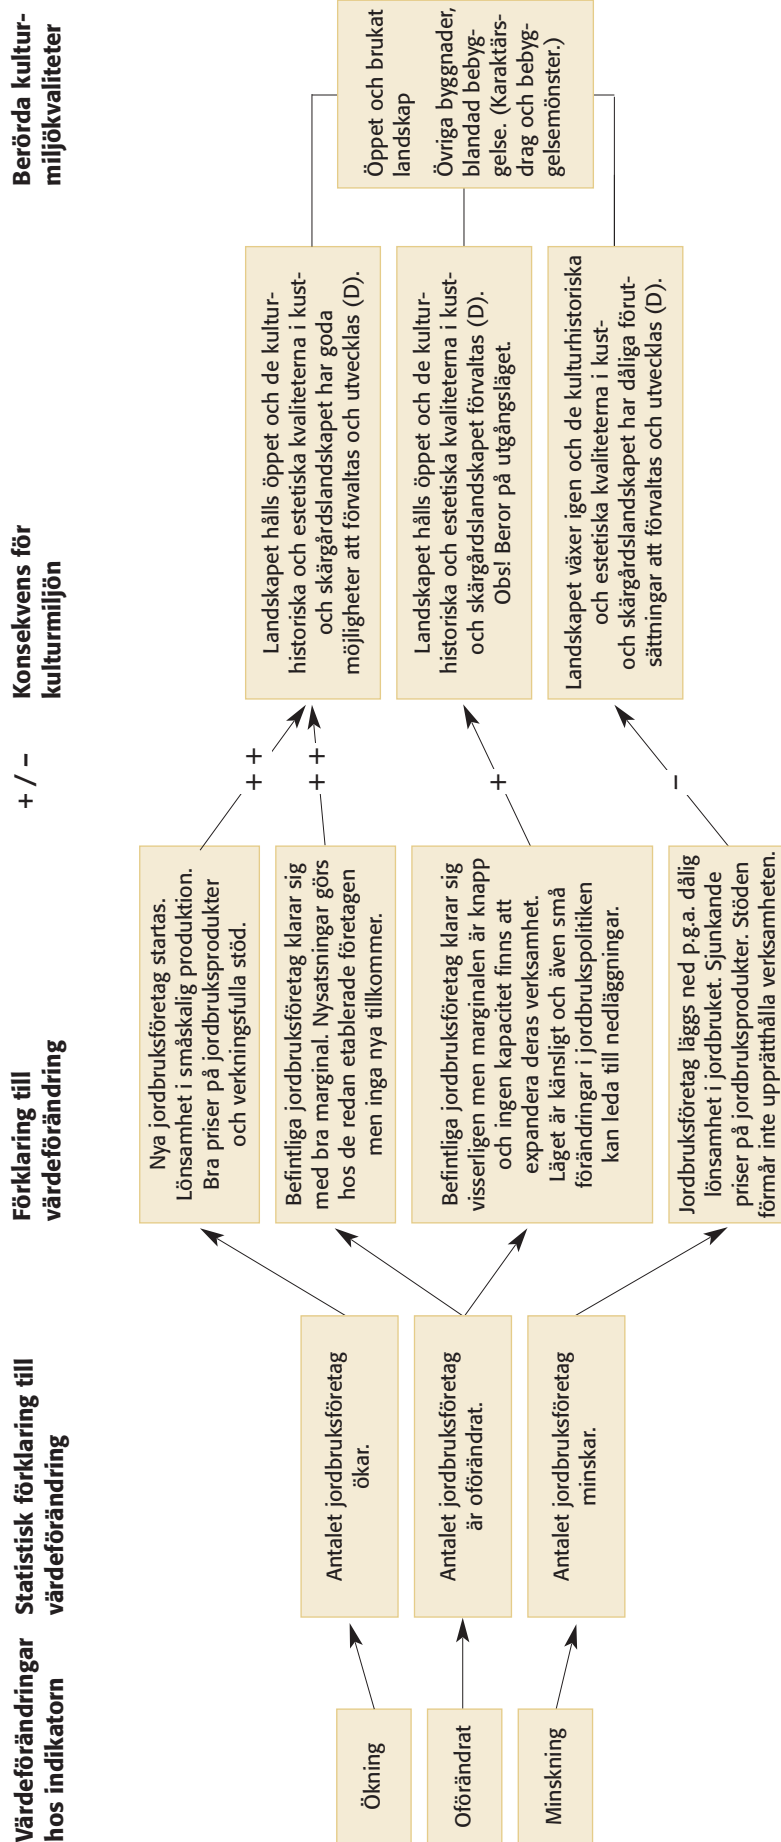 Värdeförändringar
hos indikatorn
Statistisk förklaring till
värdeförändring
Förklaring till
värdeförändring
+ / –
Konsekvens för
kulturmiljön
Berörda kultur-
miljökvaliteter
Ökning
Oförändrat
Minskning
Antalet jordbruksföretag
ökar.
Antalet jordbruksföretag
är oförändrat.
Antalet jordbruksföretag
minskar.
Nya jordbruksföretag startas.
Lönsamhet i småskalig produktion.
Bra priser på jordbruksprodukter
och verkningsfulla stöd.
Befintliga jordbruksföretag klarar sig
med bra marginal. Nysatsningar görs
hos de redan etablerade företagen
men inga nya tillkommer.
Befintliga jordbruksföretag klarar sig
visserligen men marginalen är knapp
och ingen kapacitet finns att
expandera deras verksamhet.
Läget är känsligt och även små
förändringar i jordbrukspolitiken
kan leda till nedläggningar.
Jordbruksföretag läggs ned p.g.a. dålig
lönsamhet i jordbruket. Sjunkande
priser på jordbruksprodukter. Stöden
förmår inte upprätthålla verksamheten.
+ +
+ +
+
–
Landskapet hålls öppet och de kultur-
historiska och estetiska kvaliteterna i kust-
och skärgårdslandskapet har goda
möjligheter att förvaltas och utvecklas (D).
Landskapet hålls öppet och de kultur-
historiska och estetiska kvaliteterna i kust-
och skärgårdslandskapet förvaltas (D).
Obs! Beror på utgångsläget.
Landskapet växer igen och de kulturhistoriska
och estetiska kvaliteterna i kust-
och skärgårdslandskapet har dåliga förut-
sättningar att förvaltas och utvecklas (D).
Öppet och brukat
landskap
Övriga byggnader,
blandad bebyg-
gelse. (Karaktärs-
drag och bebyg-
gelsemönster.)